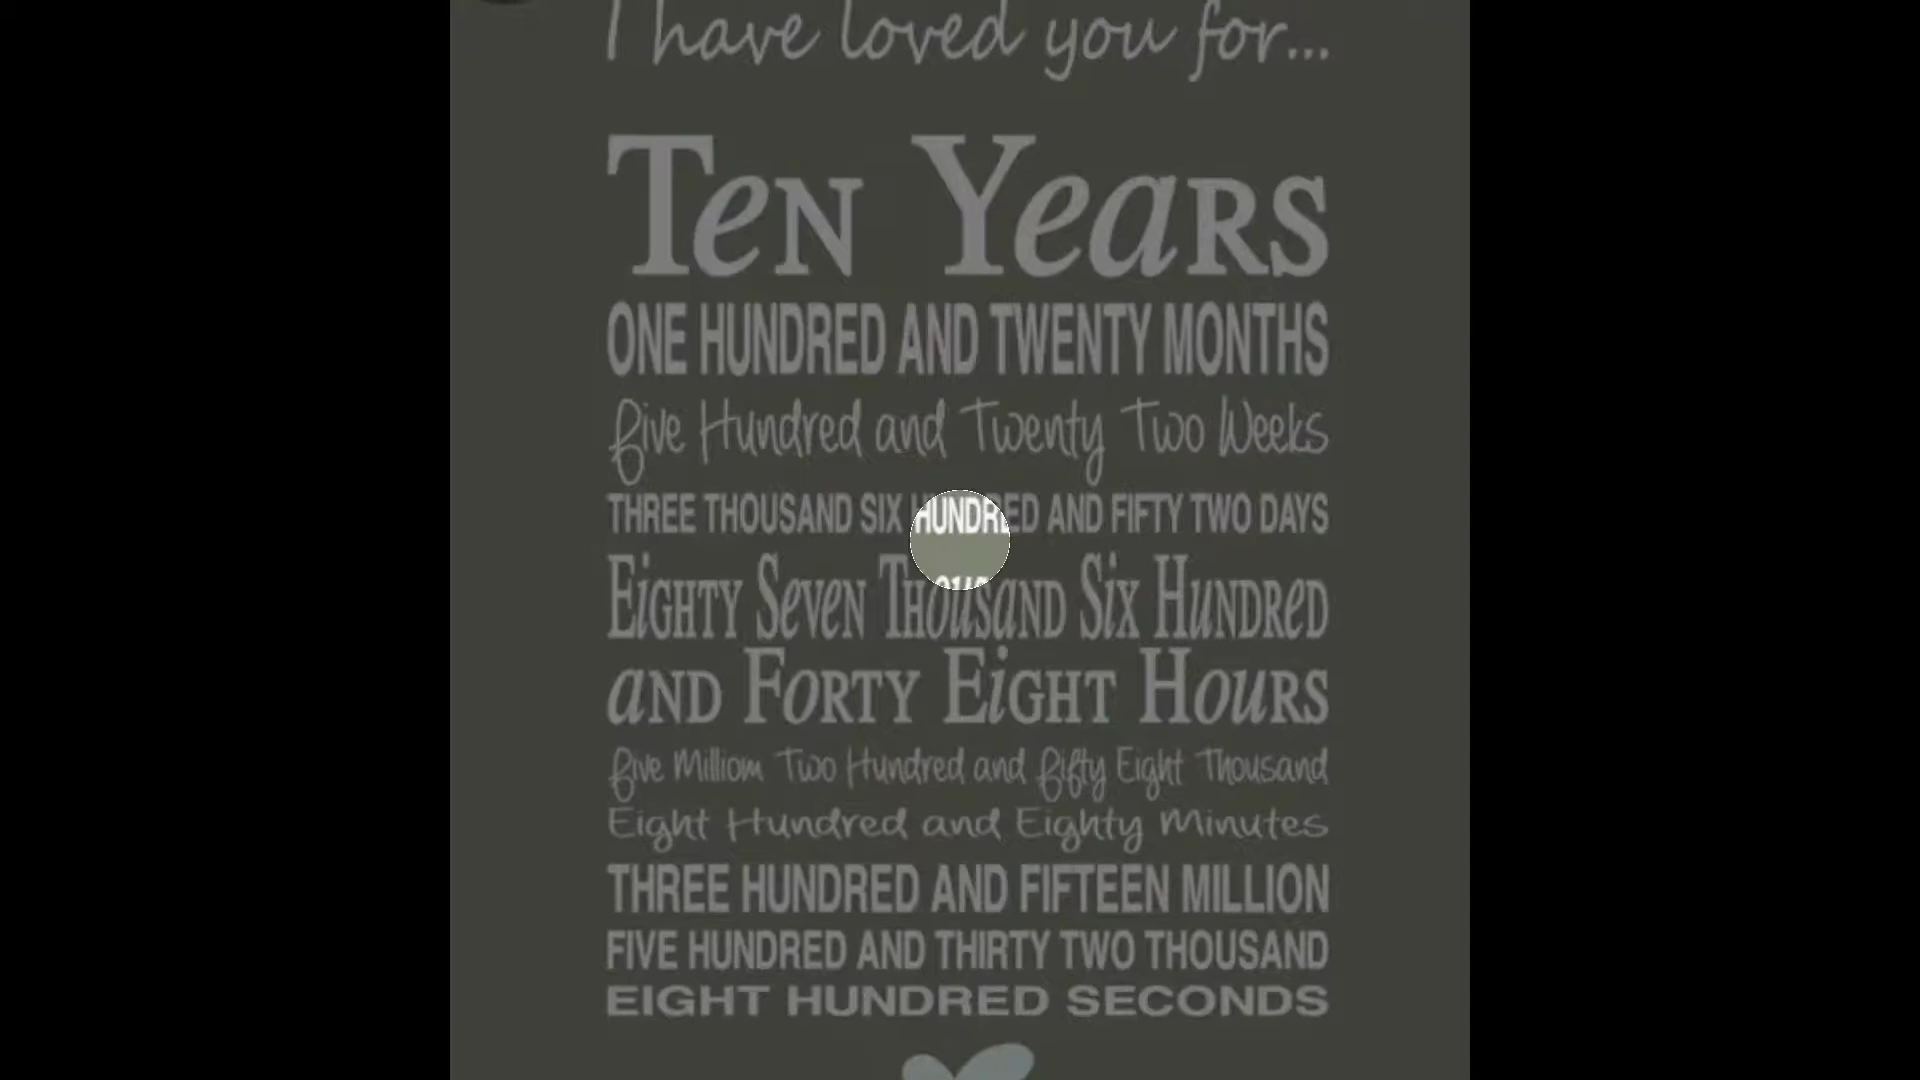 I have loved you for...
Ten Years
ONE HUNDRED AND TWENTY MONTHS
five Hundred and Twenty Two Weeks
THREE THOUSAND SIX HUNDRED AND FIFTY TWO DAYS
EiGHTY SeveN THousaND Six HuNDReD
aND FoRTY EiGHT HouRS
five Milliom Two Hundred and fifty Eight Thousand
Eight Hundred and Eighty Minutes
THREE HUNDRED AND FIFTEEN MILLION
FIVE HUNDRED AND THIRTY TWO THOUSAND
EIGHT HUNDRED SECONDS